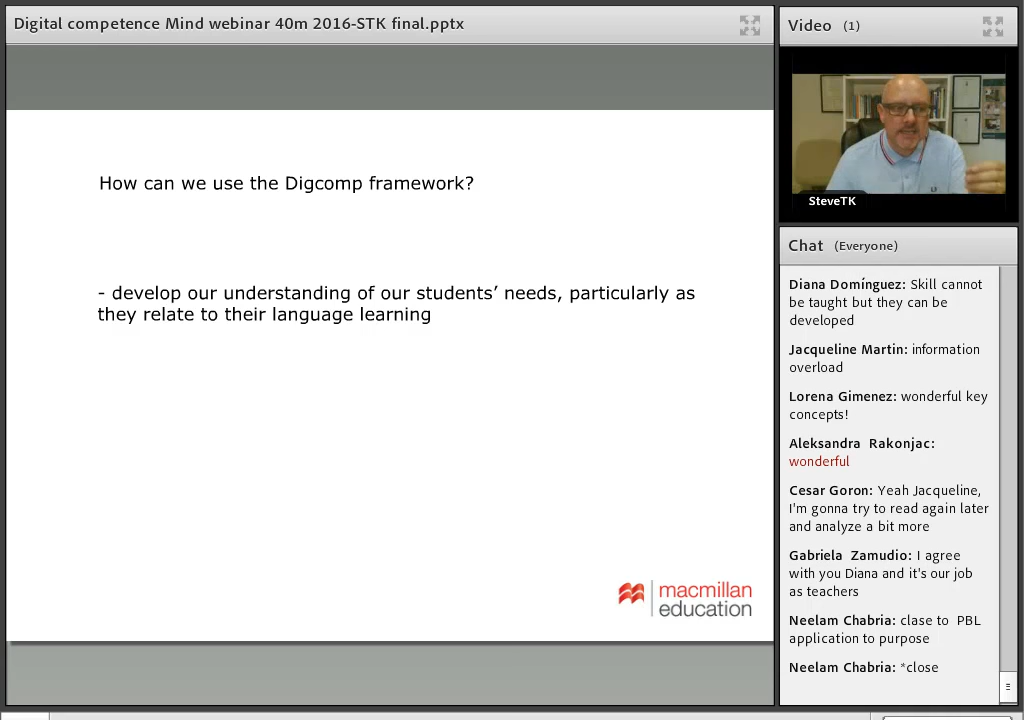 Digital competence Mind webinar 40m 2016-STK final.pptx
How can we use the Digcomp framework?
- develop our understanding of our students’ needs, particularly as
they relate to their language learning
macmillan
education
Video (1)
SteveTK
Chat (Everyone)
Diana Domínguez: Skill cannot
be taught but they can be
developed
Jacqueline Martin: information
overload
Lorena Gimenez: wonderful key
concepts!
Aleksandra Rakonjac:
wonderful
Cesar Goron: Yeah Jacqueline,
I'm gonna try to read again later
and analyze a bit more
Gabriela Zamudio: I agree
with you Diana and it's our job
as teachers
Neelam Chabria: clase to PBL
application to purpose
Neelam Chabria: *close